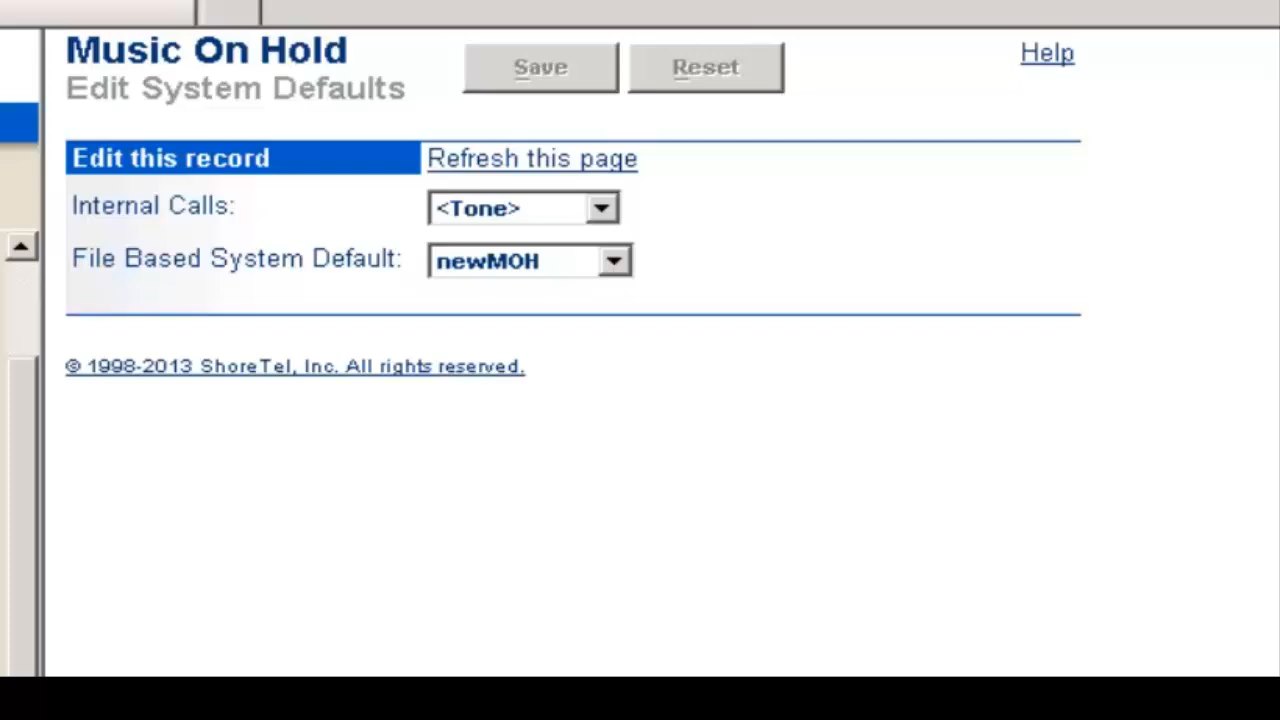 Music On Hold
Edit System Defaults
Save
Reset
Help
Edit this record
Refresh this page
Internal Calls:
<Tone>
File Based System Default:
newMOH
© 1998-2013 ShoreTel, Inc. All rights reserved.